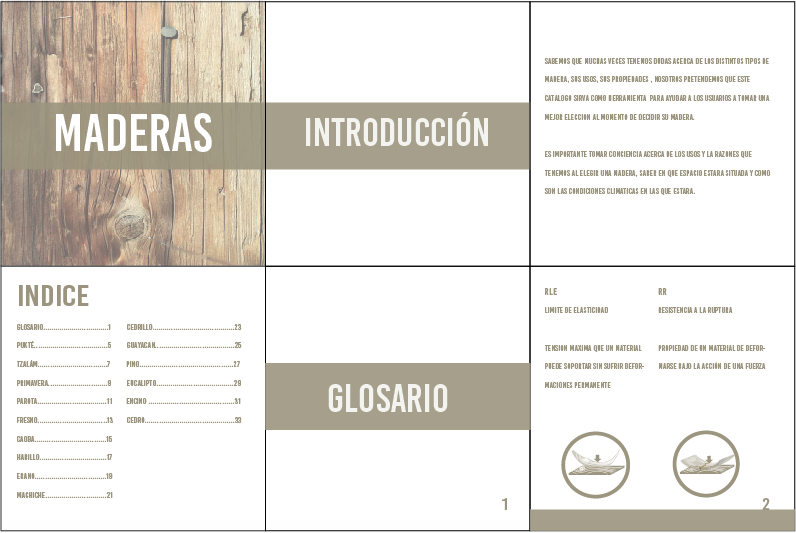 MADERAS
INTRODUCCIÓN
SABEMOS QUE MUCHAS VECES TENEMOS DUDAS ACERCA DE LOS DISTINTOS TIPOS DE
MADERA, SUS USOS, SUS PROPIEDADES , NOSOTROS PRETENDEMOS QUE ESTE
CATALOGO SIRVA COMO HERRAMIENTA PARA AYUDAR A LOS USUARIOS A TOMAR UNA
MEJOR ELECCION AL MOMENTO DE DECIDIR SU MADERA.
ES IMPORTANTE TOMAR CONCIENCIA ACERCA DE LOS USOS Y LA RAZONES QUE
TENEMOS AL ELEGIR UNA MADERA, SABER EN QUE ESPACIO ESTARA SITUADA Y COMO
SON LAS CONDICIONES CLIMATICAS EN LAS QUE ESTARA.
INDICE
GLOSARIO..............................1
PUKTÉ..................................5
TZALÁM.................................7
PRIMAVERA............................9
PAROTA................................11
FRESNO................................13
CAOBA.................................15
HABILLO...............................17
EBANO.................................19
MACHICHE............................21
CEDRILLO..............................23
GUAYACAN............................25
PINO....................................27
EUCALIPTO............................29
ENCINO ................................31
CEDRO..................................33
GLOSARIO
1
RLE
LIMITE DE ELASTICIDAD
TENSION MAXIMA QUE UN MATERIAL
PUEDE SOPORTAR SIN SUFRIR DEFOR-
MACIONES PERMANENTE
RR
RESISTENCIA A LA RUPTURA
PROPIEDAD DE UN MATERIAL DE DEFOR-
MARSE BAJO LA ACCIÓN DE UNA FUERZA
2